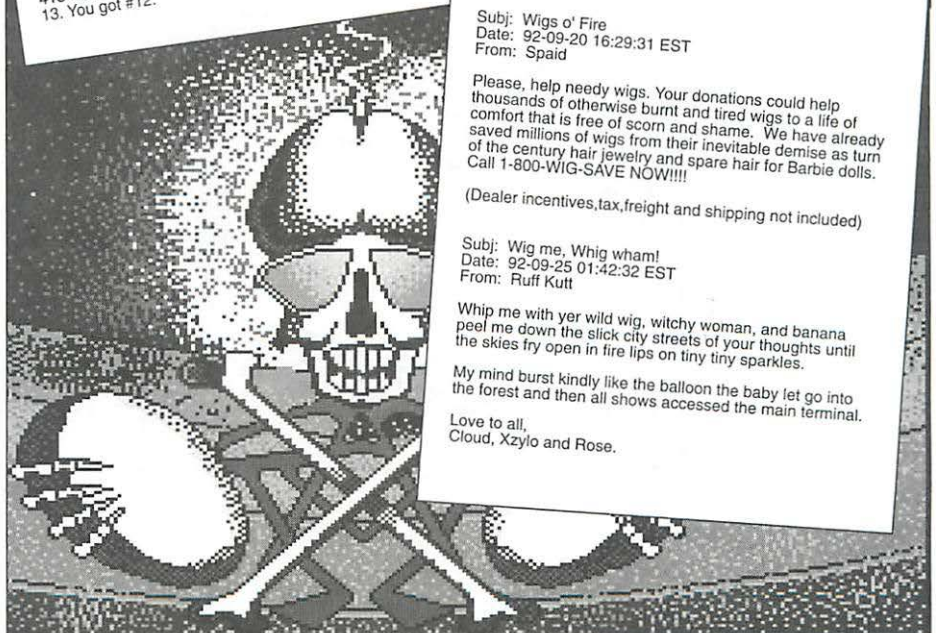 13. You got #12.
Subj: Wigs o' Fire
Date: 92-09-20 16:29:31 EST
From: Spaid
Please, help needy wigs. Your donations could help
thousands of otherwise burnt and tired wigs to a life of
comfort that is free of scorn and shame. We have already
saved millions of wigs from their inevitable demise as turn
of the century hair jewelry and spare hair for Barbie dolls.
Call 1-800-WIG-SAVE NOW!!!!
(Dealer incentives,tax,freight and shipping not included)
Subj: Wig me, Whig wham!
Date: 92-09-25 01:42:32 EST
From: Ruff Kutt
Whip me with yer wild wig, witchy woman, and banana
peel me down the slick city streets of your thoughts until
the skies fry open in fire lips on tiny tiny sparkles.
My mind burst kindly like the balloon the baby let go into
the forest and then all shows accessed the main terminal.
Love to all,
Cloud, Xzylo and Rose.